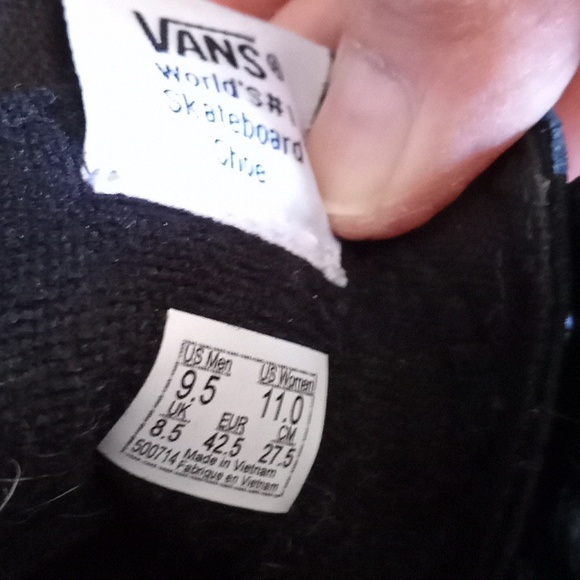 VANS®
World's #1
Skateboard
Shoe
US Men US Women
9.5 11.0
UK EUR CM
8.5 42.5 27.5
500714 Made in Vietnam
Fabrique en Vietnam